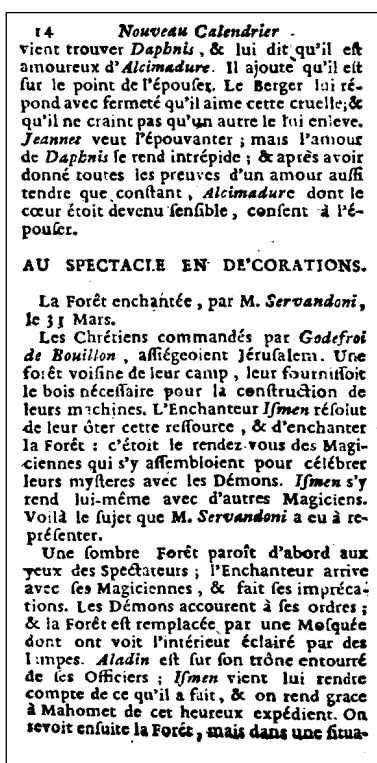 14 Nouveau Calendrier
vient trouver Daphnis, & lui dit qu'il eſt
amoureux d'Alcimadure. Il ajoute qu'il eſt
ſur le point de l'épouſer. Le Berger lui ré-
pond avec fermeté qu'il aime cette cruelle; &
qu'il ne craint pas qu'un autre le lui enleve.
Jeannet veut l'épouvanter ; mais l'amour
de Daphnis ſe rend intrépide ; & après avoir
donné toutes les preuves d'un amour auſſi
tendre que conſtant, Alcimadure dont le
cœur étoit devenu ſenſible, conſent à l'é-
pouſer.
AU SPECTACLE EN DE'CORATIONS.
La Forêt enchantée, par M. Servandoni,
le 31 Mars.
Les Chrétiens commandés par Godefroi
de Bouillon, aſſiégeoient Jéruſalem. Une
forêt voiſine de leur camp, leur fourniſſoit
le bois néceſſaire pour la conſtruction de
leurs machines. L'Enchanteur Iſmen réſolut
de leur ôter cette reſſource, & d'enchanter
la Forêt : c'étoit le rendez-vous des Magi-
ciennes qui s'y aſſembloient pour célébrer
leurs myſteres avec les Démons. Iſmen s'y
rend lui-même avec d'autres Magiciens.
Voilà le ſujet que M. Servandoni a eu à re-
préſenter.
Une ſombre Forêt paroît d'abord aux
yeux des Spectateurs ; l'Enchanteur arrive
avec ſes Magiciennes, & fait ſes impréca-
tions. Les Démons accourent à ſes ordres ;
& la Forêt eſt remplacée par une Moſquée
dont ont voit l'intérieur éclairé par des
lampes. Aladin eſt ſur ſon trône entourré
de ſes Officiers ; Iſmen vient lui rendre
compte de ce qu'il a fait, & on rend grace
à Mahomet de cet heureux expédient. On
revoit enſuite la Forêt, mais dans une ſitua-